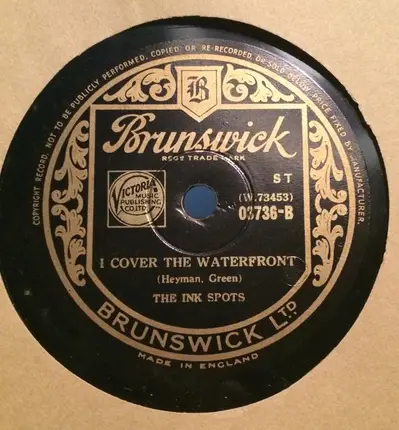 COPYRIGHT RECORD. NOT TO BE PUBLICLY PERFORMED, COPIED OR RE-RECORDED OR SOLD BELOW PRICE FIXED BY MANUFACTURER.
B
Brunswick
REGD TRADE MARK
VICTORIA
MUSIC
PUBLISHING
CO. LTD.
ST
(W.73453)
03736-B
I COVER THE WATERFRONT
(Heyman, Green)
THE INK SPOTS
BRUNSWICK LTD.
MADE IN ENGLAND